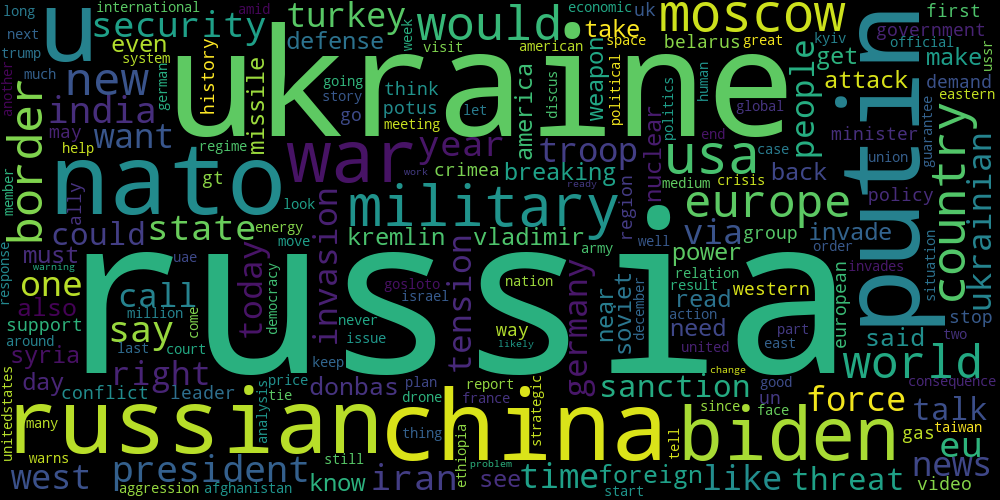 long
international
amid
economic
uk
take
moscow
first
next
u
security
turkey
would
government
trump
even
defense
visit
week
american
space
belarus
great
kyiv
official
much
system
history
ukraine
people
get
make
ussr
another
new
german
missile
going
think
america
discus
weapon
political
human
attack
putin
demand
eastern
border
india
want
story
go
potus
let
politics
global
minister
guarantee
may
help
regime
meeting
war
year
troop
nuclear
usa
end
case
back
union
country
member
ally
nato
gt
crimea
breaking
medium
crisis
policy
ukrainian
look
work
ready
military
region
europe
could
state
energy
invasion
kremlin
vladimir
army
well
via
group
invade
order
response
must
move
tension
near
soviet
power
relation
european
invades
situation
warning
uae
today
democracy
gosloto
israel
nation
germany
december
result
action
read
western
one
call
million
come
russia
way
likely
need
united
part
east
also
say
support
never
issue
said
stop
around
last
court
two
syria
right
keep
change
world
day
price
plan
report
sanction
good
consequence
unitedstates
conflict
leader
tie
donbas
drone
france
strategic
since
un
face
force
many
russian
analysis
china
thing
tell
biden
talk
gas
taiwan
warns
still
ethiopia
problem
eu
west
president
know
iran
see
time
foreign
like
threat
news
aggression
afghanistan
start
video